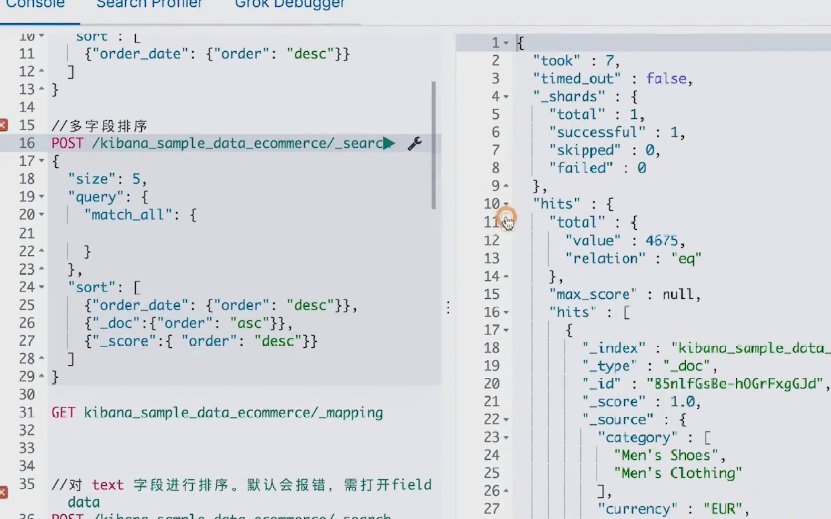 Console Search Profiler Grok Debugger
10 "sort": [
11 {"order_date": {"order": "desc"}}
12 ]
13 }
14
15 //多字段排序
16 POST /kibana_sample_data_ecommerce/_searc
17 {
18 "size": 5,
19 "query": {
20 "match_all": {
21
22 }
23 },
24 "sort": [
25 {"order_date": {"order": "desc"}},
26 {"_doc":{"order": "asc"}},
27 {"_score":{ "order": "desc"}}
28 ]
29 }
30
31 GET kibana_sample_data_ecommerce/_mapping
32
33
34
35 //对 text 字段进行排序。默认会报错，需打开field
data
36 POST /kibana_sample_data_ecommerce/_search
1 {
2 "took" : 7,
3 "timed_out" : false,
4 "_shards" : {
5 "total" : 1,
6 "successful" : 1,
7 "skipped" : 0,
8 "failed" : 0
9 },
10 "hits" : {
11 "total" : {
12 "value" : 4675,
13 "relation" : "eq"
14 },
15 "max_score" : null,
16 "hits" : [
17 {
18 "_index" : "kibana_sample_data_
19 "_type" : "_doc",
20 "_id" : "85nlfGsBe-hOGrFxgGJd",
21 "_score" : 1.0,
22 "_source" : {
23 "category" : [
24 "Men's Shoes",
25 "Men's Clothing"
26 ],
27 "currency" : "EUR",